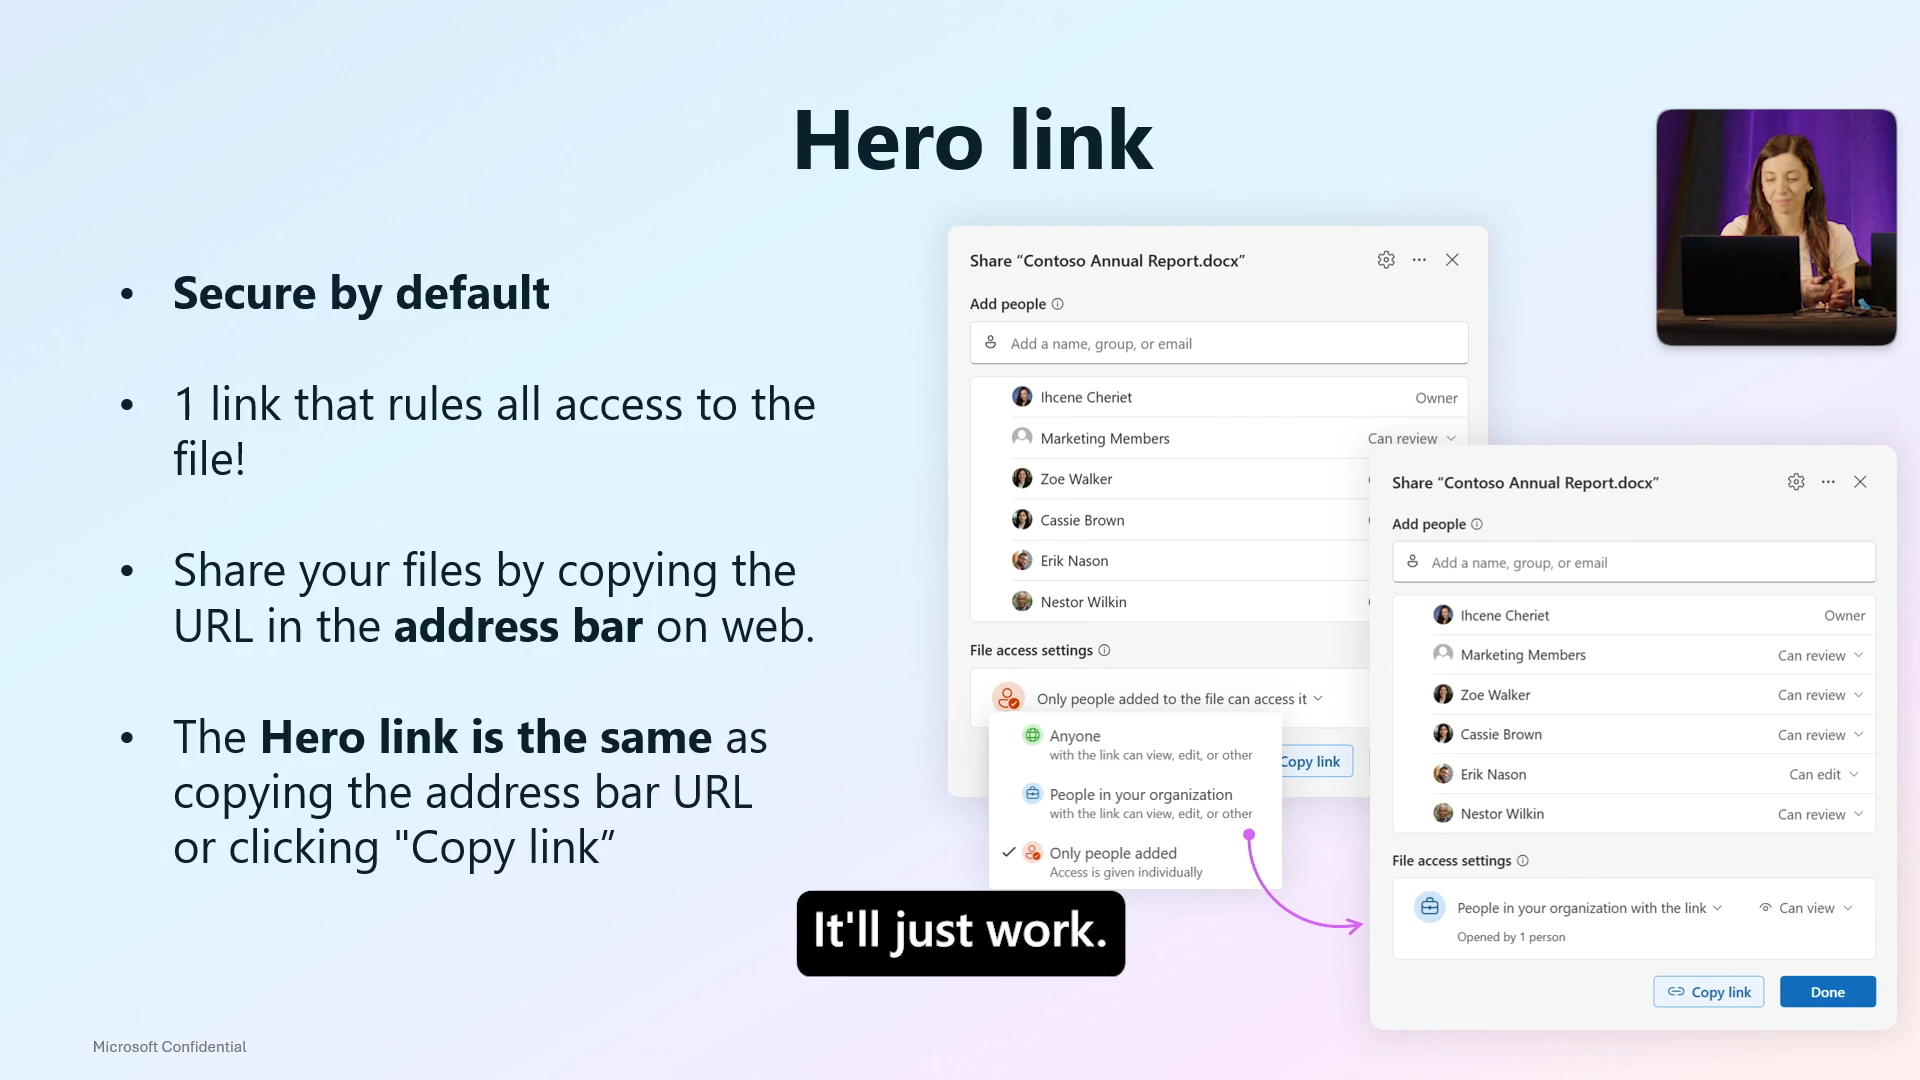 Hero link
• Secure by default
• 1 link that rules all access to the
file!
• Share your files by copying the
URL in the address bar on web.
• The Hero link is the same as
copying the address bar URL
or clicking "Copy link”
Share “Contoso Annual Report.docx”
Add people
Add a name, group, or email
Ihcene Cheriet Owner
Marketing Members Can review
Zoe Walker
Cassie Brown
Erik Nason
Nestor Wilkin
File access settings
Only people added to the file can access it
Anyone
with the link can view, edit, or other
People in your organization
with the link can view, edit, or other
Only people added
Access is given individually
Copy link
Share “Contoso Annual Report.docx”
Add people
Add a name, group, or email
Ihcene Cheriet Owner
Marketing Members Can review
Zoe Walker Can review
Cassie Brown Can review
Erik Nason Can edit
Nestor Wilkin Can review
File access settings
People in your organization with the link Can view
Opened by 1 person
Copy link Done
It'll just work.
Microsoft Confidential